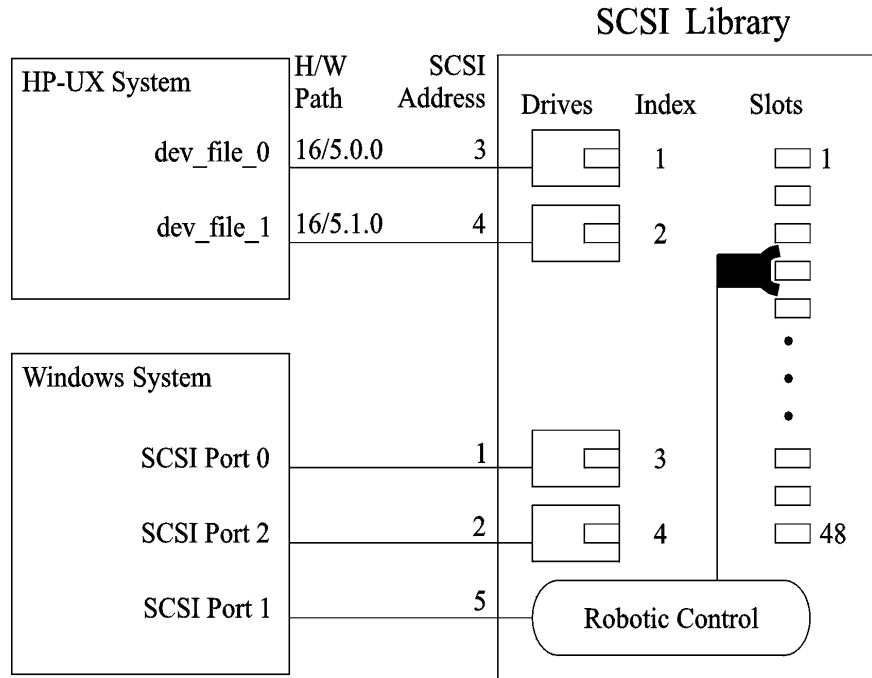 SCSI Library
HP-UX System
H/W Path
SCSI Address
Drives Index Slots
dev_file_0 16/5.0.0 3 1 1
dev_file_1 16/5.1.0 4 2
Windows System
SCSI Port 0 1 3
SCSI Port 2 2 4 48
SCSI Port 1 5 Robotic Control